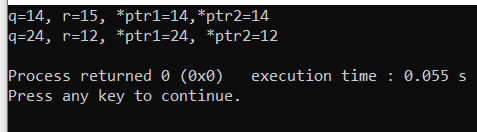 q=14, r=15, *ptr1=14,*ptr2=14
q=24, r=12, *ptr1=24, *ptr2=12
Process returned 0 (0x0)   execution time : 0.055 s
Press any key to continue.